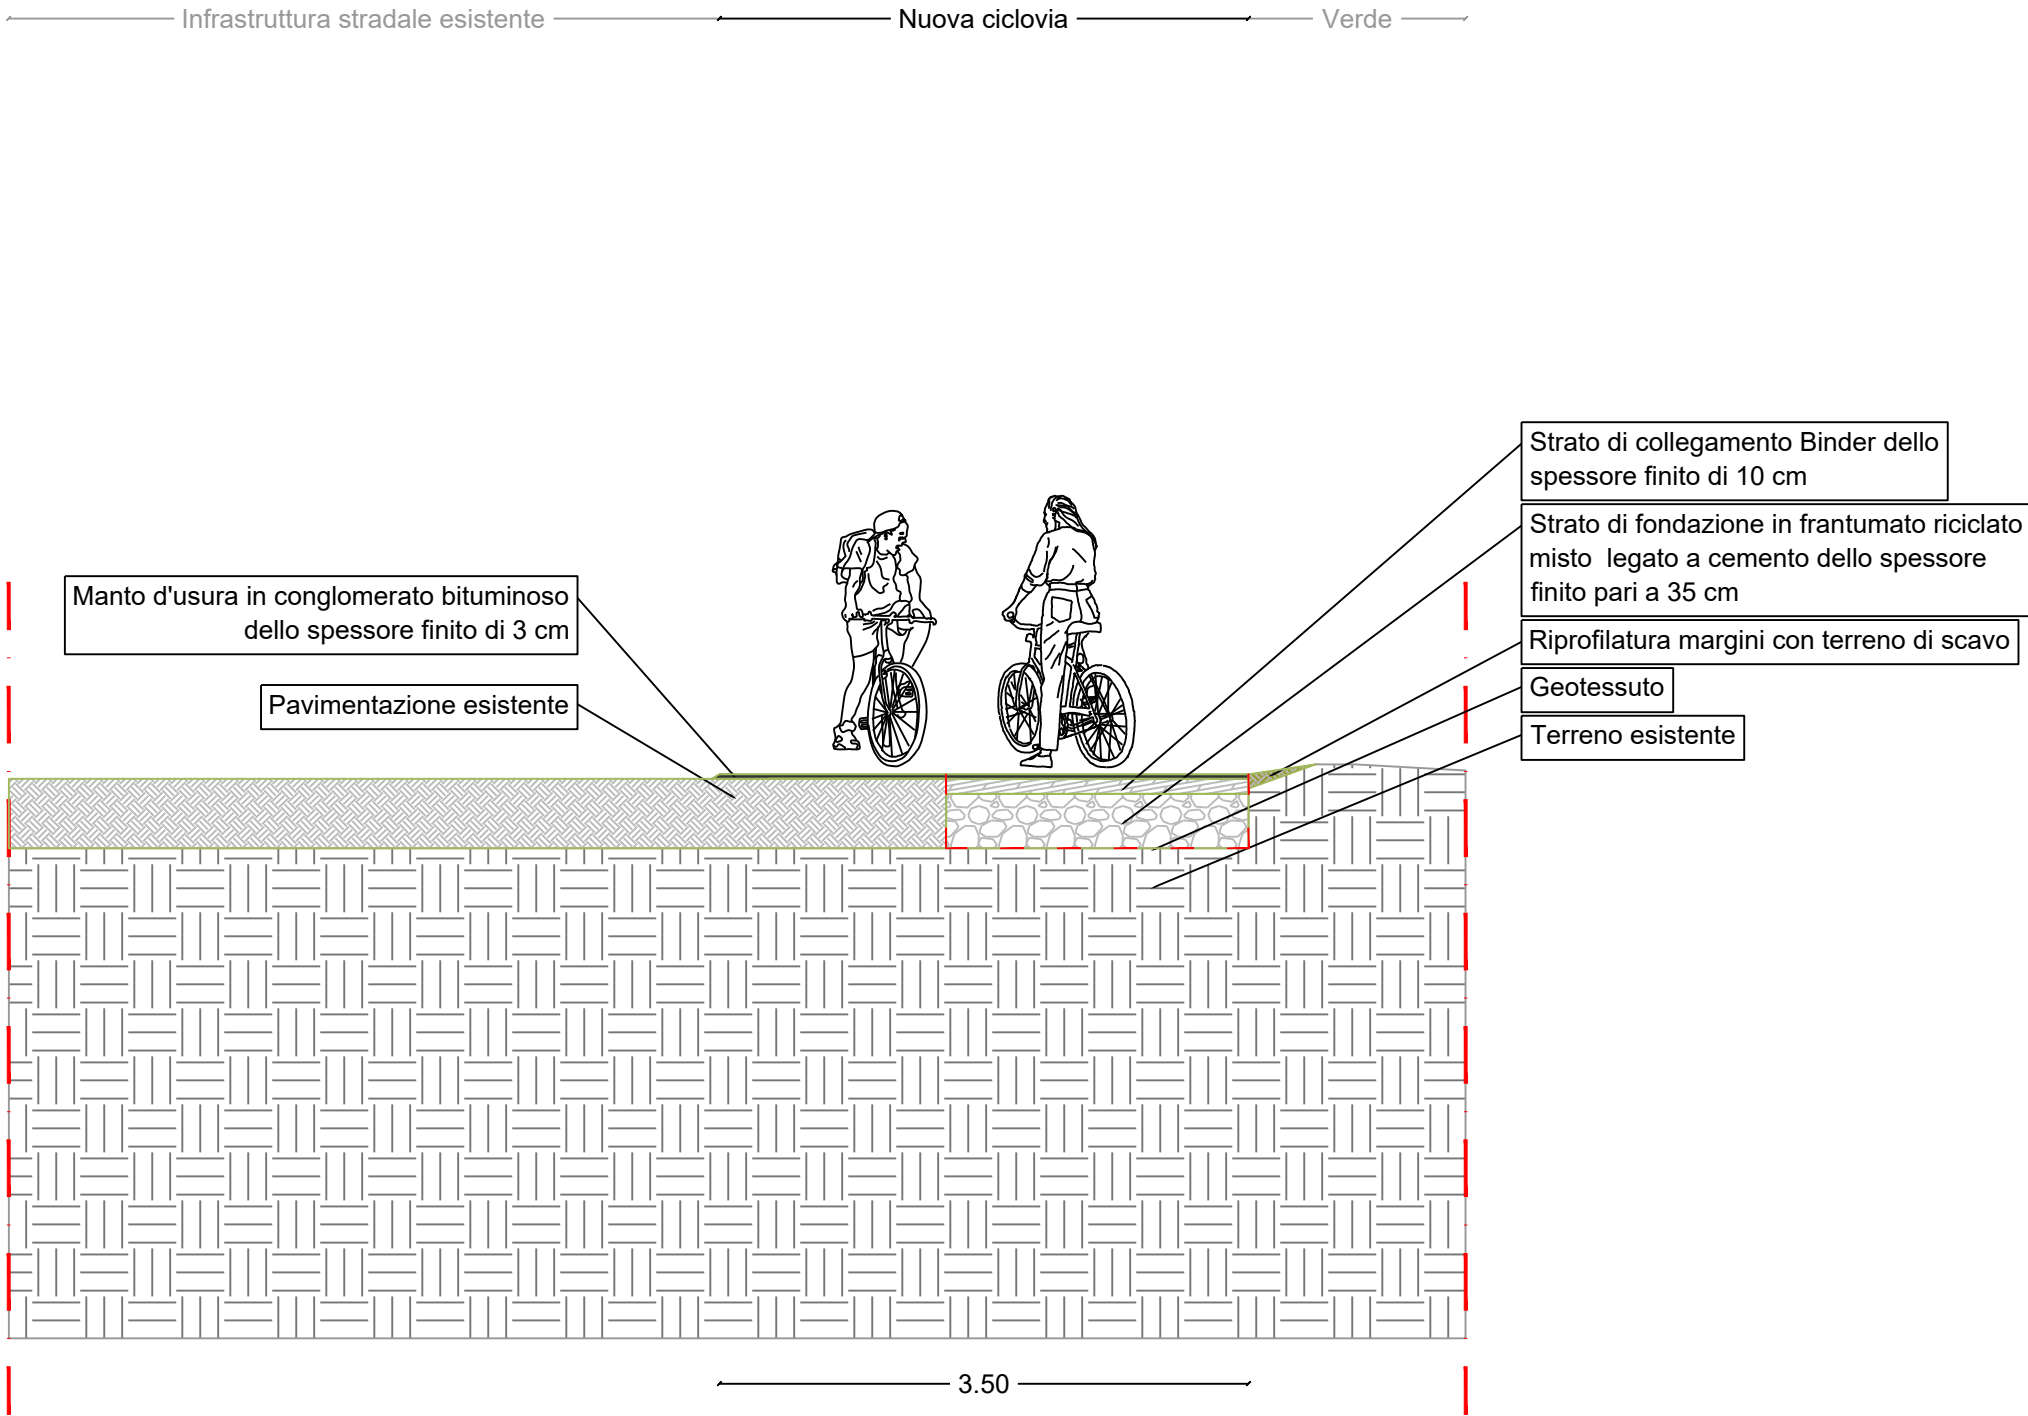 Infrastruttura stradale esistente
Nuova ciclovia
Verde
Strato di collegamento Binder dello
spessore finito di 10 cm
Strato di fondazione in frantumato riciclato
misto legato a cemento dello spessore
finito pari a 35 cm
Manto d'usura in conglomerato bituminoso
dello spessore finito di 3 cm
Riprofilatura margini con terreno di scavo
Geotessuto
Pavimentazione esistente
Terreno esistente
3.50